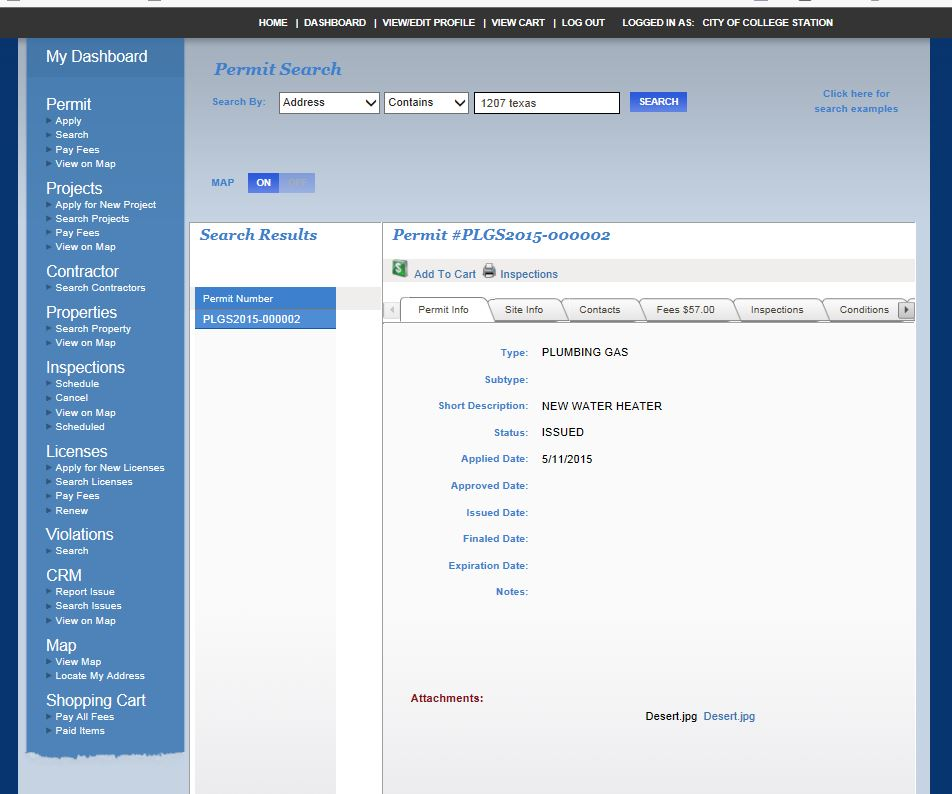 HOME | DASHBOARD | VIEW/EDIT PROFILE | VIEW CART | LOG OUT LOGGED IN AS: CITY OF COLLEGE STATION
My Dashboard
Permit
Apply
Search
Pay Fees
View on Map
Projects
Apply for New Project
Search Projects
Pay Fees
View on Map
Contractor
Search Contractors
Properties
Search Property
View on Map
Inspections
Schedule
Cancel
View on Map
Scheduled
Licenses
Apply for New Licenses
Search Licenses
Pay Fees
Renew
Violations
Search
CRM
Report Issue
Search Issues
View on Map
Map
View Map
Locate My Address
Shopping Cart
Pay All Fees
Paid Items
Permit Search
Search By: Address Contains 1207 texas SEARCH
Click here for
search examples
MAP ON OFF
Search Results
Permit Number
PLGS2015-000002
Permit #PLGS2015-000002
Add To Cart Inspections
Permit Info Site Info Contacts Fees $57.00 Inspections Conditions
Type: PLUMBING GAS
Subtype:
Short Description: NEW WATER HEATER
Status: ISSUED
Applied Date: 5/11/2015
Approved Date:
Issued Date:
Finaled Date:
Expiration Date:
Notes:
Attachments:
Desert.jpg Desert.jpg